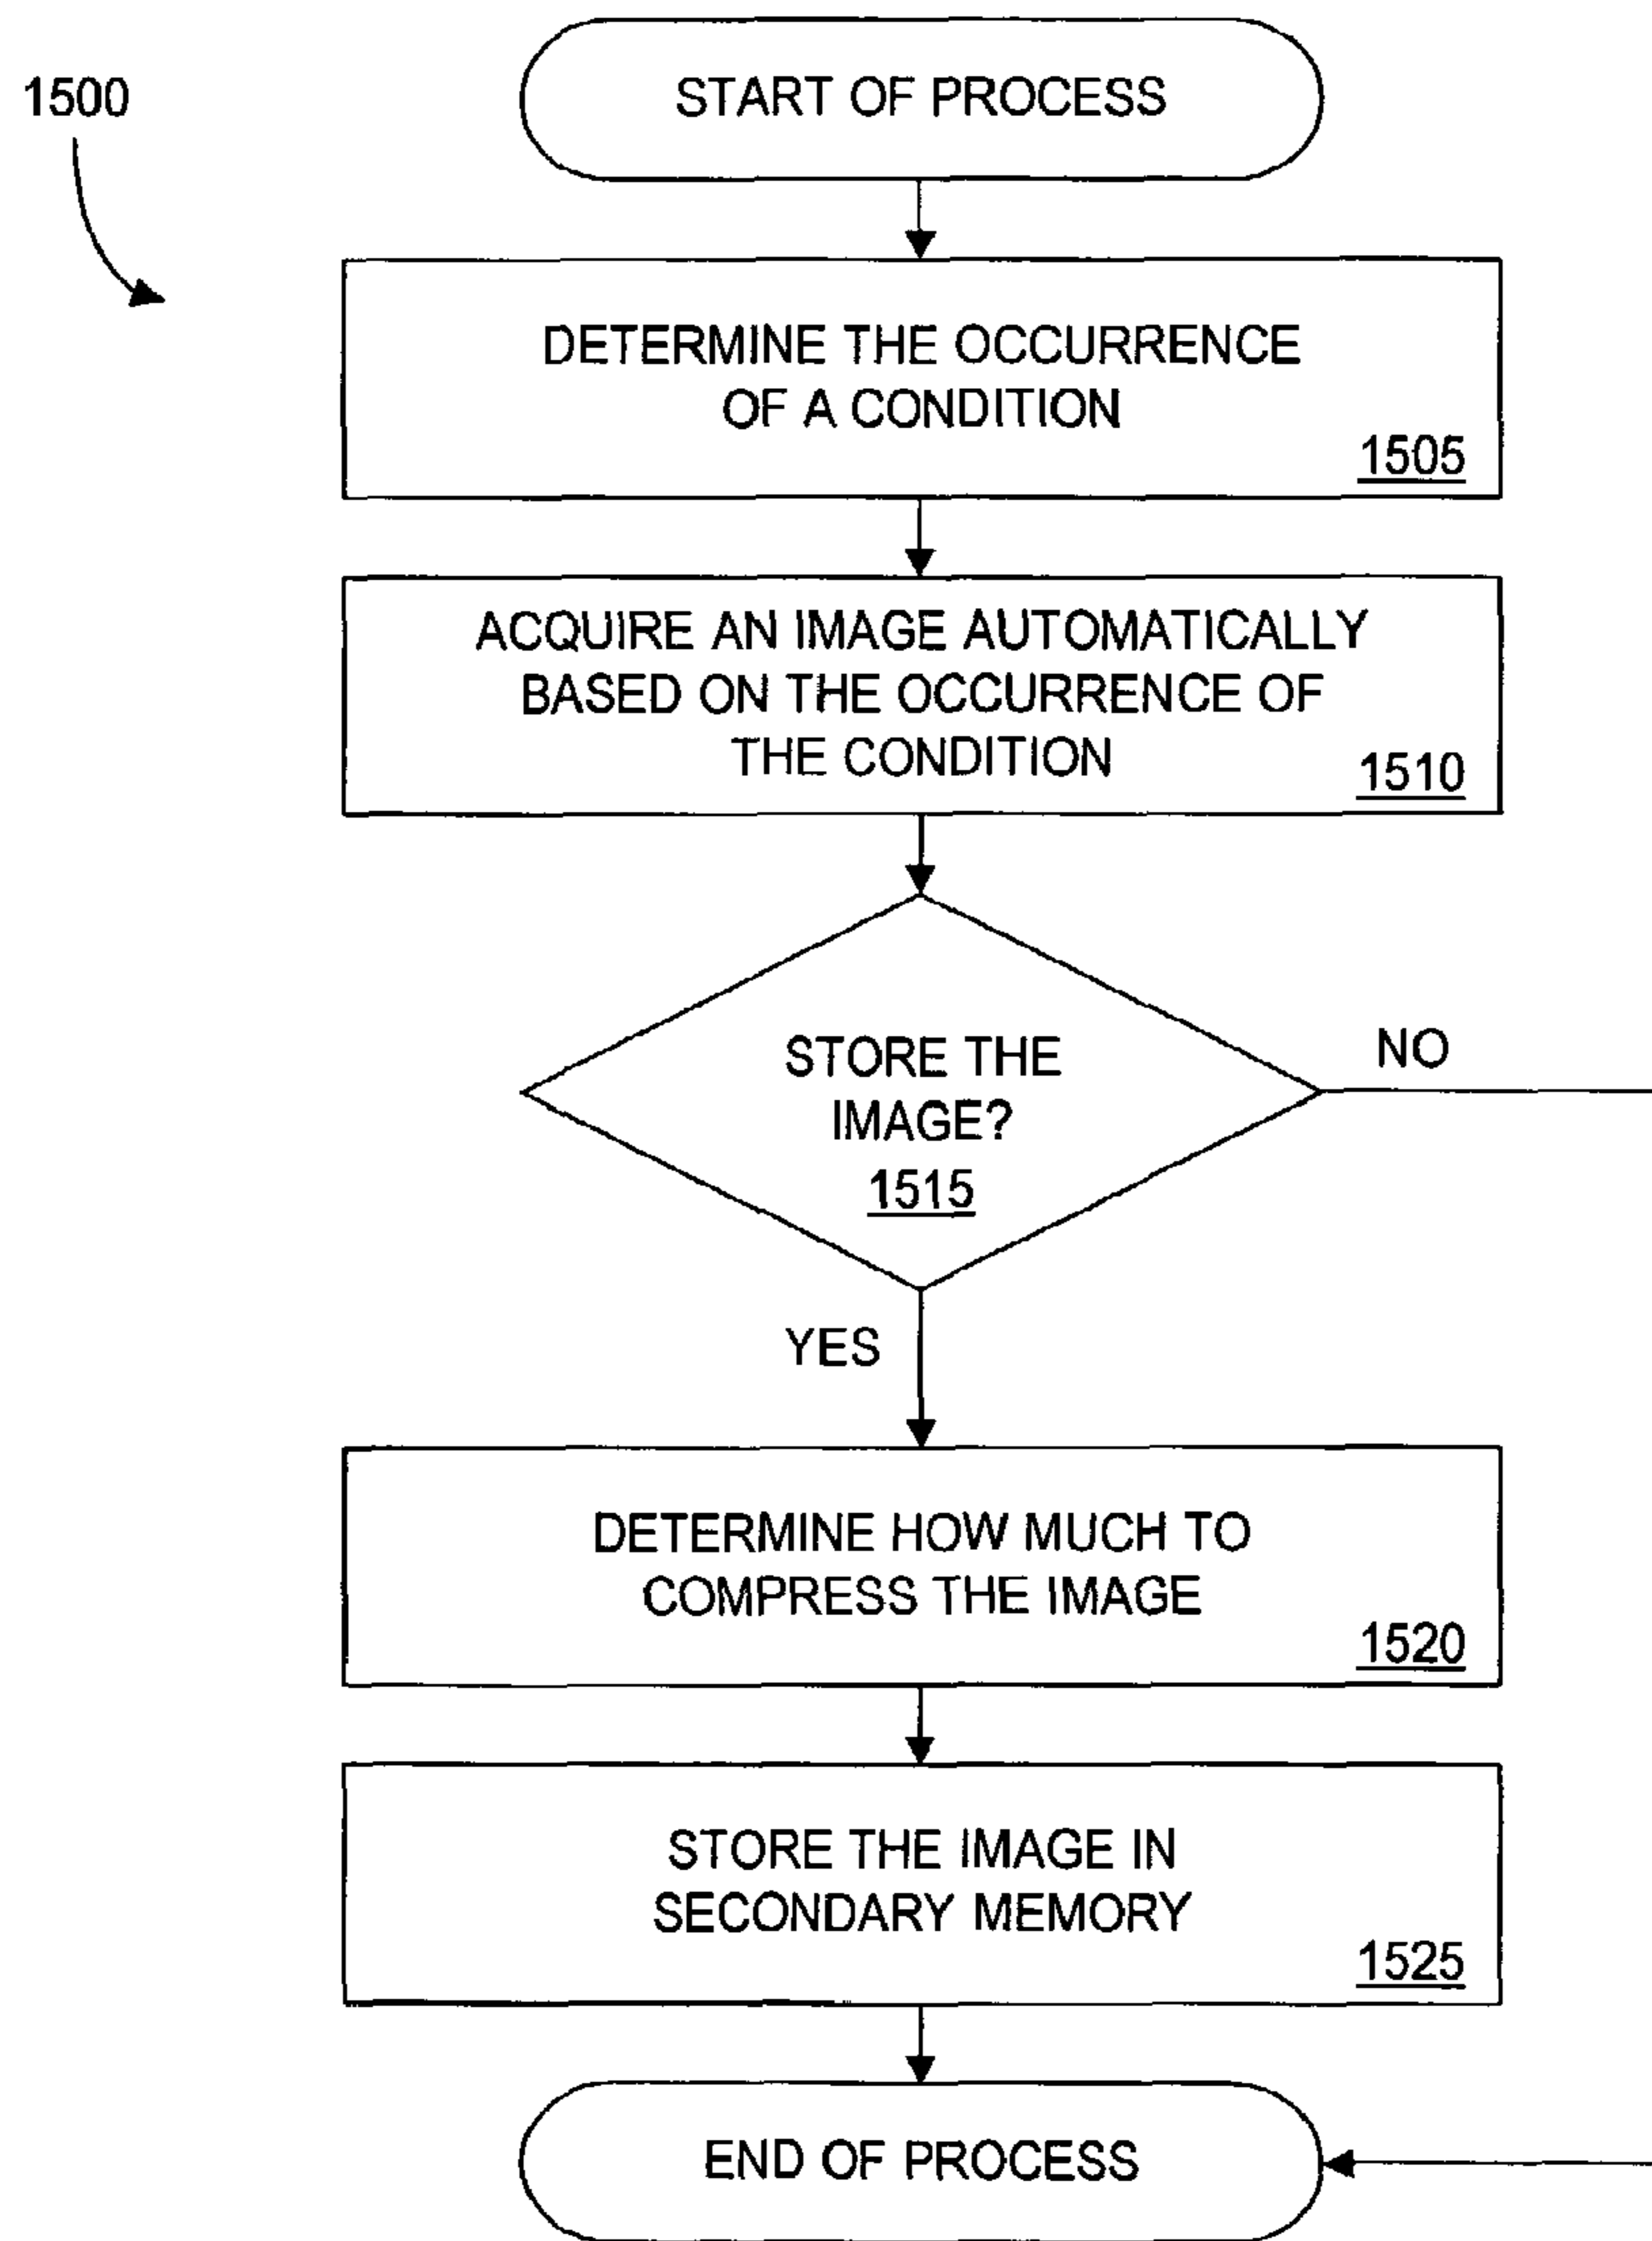 1500
START OF PROCESS
DETERMINE THE OCCURRENCE
OF A CONDITION
1505
ACQUIRE AN IMAGE AUTOMATICALLY
BASED ON THE OCCURRENCE OF
THE CONDITION
1510
STORE THE
IMAGE?
1515
NO
YES
DETERMINE HOW MUCH TO
COMPRESS THE IMAGE
1520
STORE THE IMAGE IN
SECONDARY MEMORY
1525
END OF PROCESS